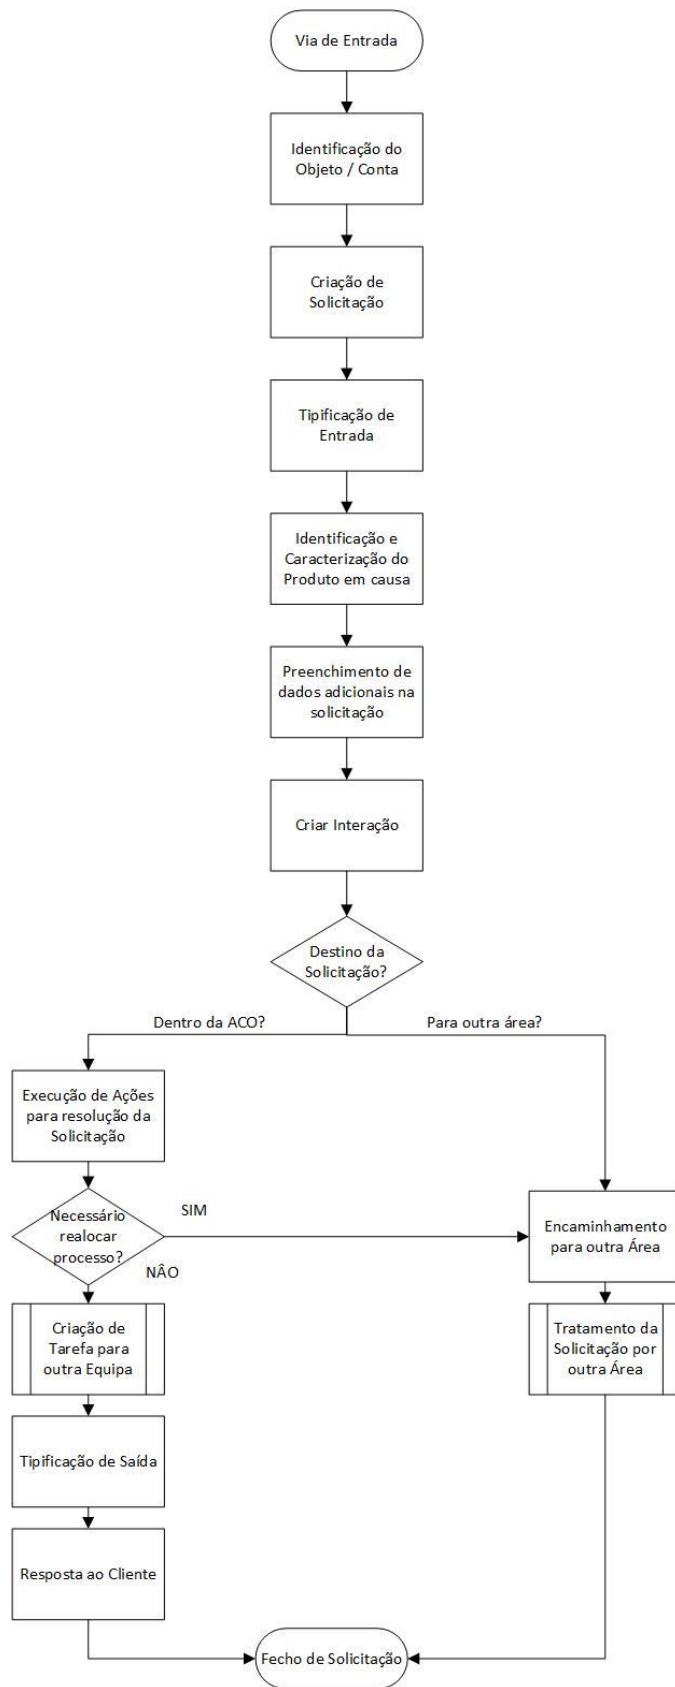 Via de Entrada
Identificação do
Objeto / Conta
Criação de
Solicitação
Tipificação de
Entrada
Identificação e
Caracterização do
Produto em causa
Preenchimento de
dados adicionais na
solicitação
Criar Interação
Destino da
Solicitação?
Dentro da ACO?
Para outra área?
Execução de Ações
para resolução da
Solicitação
Necessário
realocar
processo?
SIM
NÂO
Encaminhamento
para outra Área
Criação de
Tarefa para
outra Equipa
Tratamento da
Solicitação por
outra Área
Tipificação de Saída
Resposta ao Cliente
Fecho de Solicitação